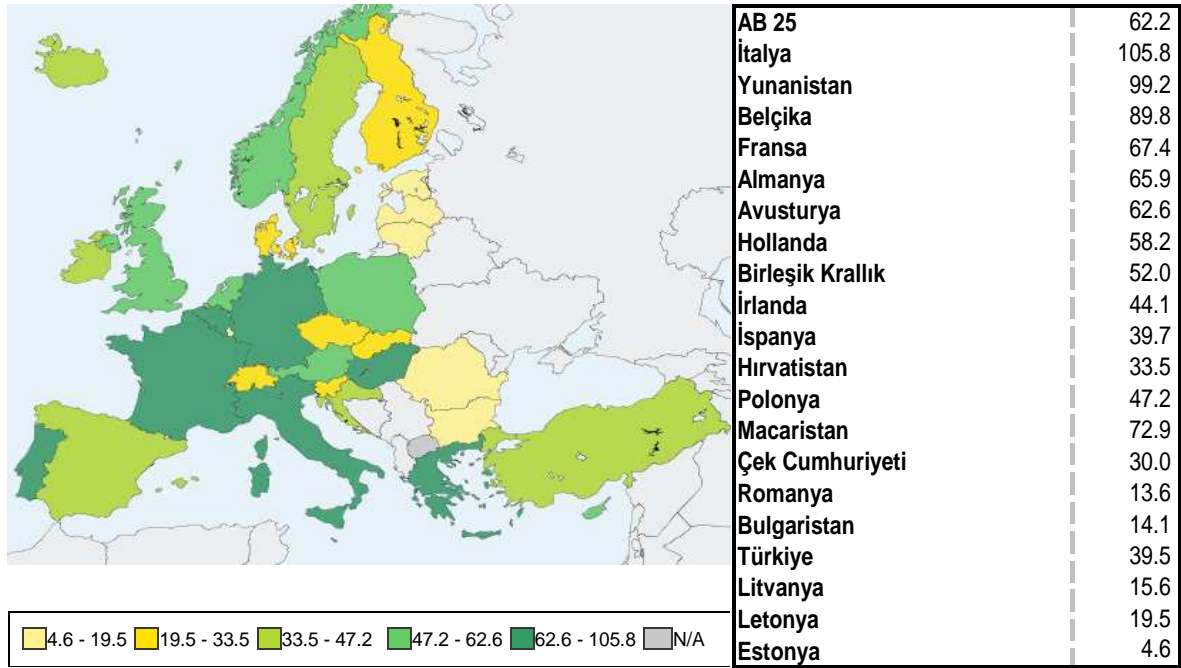 AB 25 62.2
İtalya 105.8
Yunanistan 99.2
Belçika 89.8
Fransa 67.4
Almanya 65.9
Avusturya 62.6
Hollanda 58.2
Birleşik Krallık 52.0
İrlanda 44.1
İspanya 39.7
Hırvatistan 33.5
Polonya 47.2
Macaristan 72.9
Çek Cumhuriyeti 30.0
Romanya 13.6
Bulgaristan 14.1
Türkiye 39.5
Litvanya 15.6
Letonya 19.5
Estonya 4.6
4.6 - 19.5 19.5 - 33.5 33.5 - 47.2 47.2 - 62.6 62.6 - 105.8 N/A